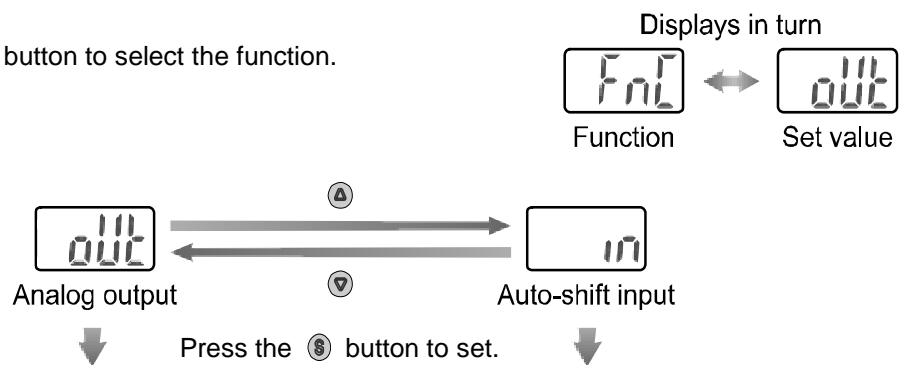 Displays in turn
button to select the function.
FnC
out
Function
Set value
out
in
Analog output
Auto-shift input
Press the S button to set.